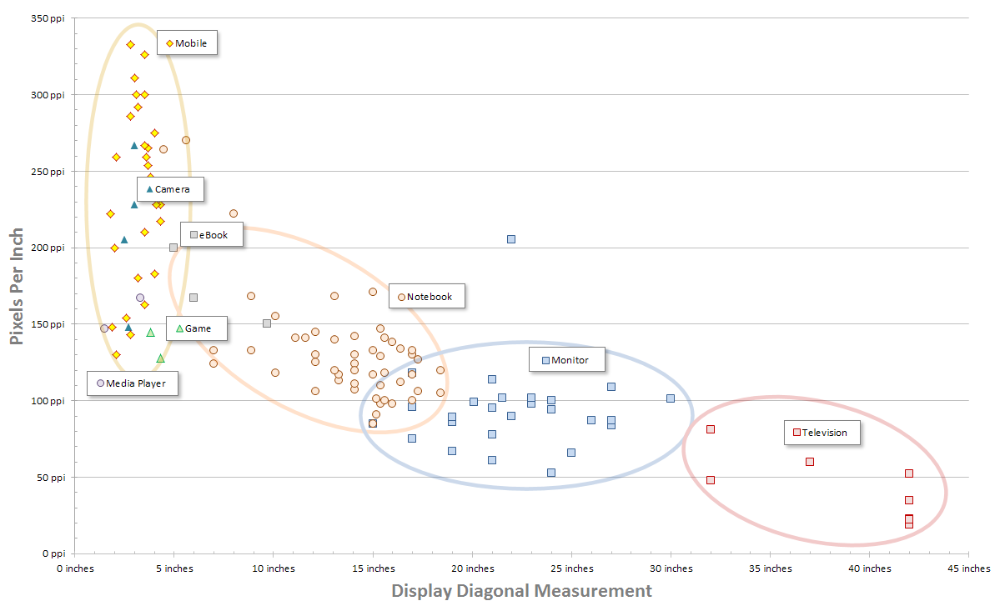 350 ppi
Mobile
300 ppi
250 ppi
Camera
eBook
200 ppi
Notebook
150 ppi
Game
Monitor
Media Player
100 ppi
Television
50 ppi
0 ppi
Pixels Per Inch
0 inches
5 inches
10 inches
15 inches
20 inches
25 inches
30 inches
35 inches
40 inches
45 inches
Display Diagonal Measurement